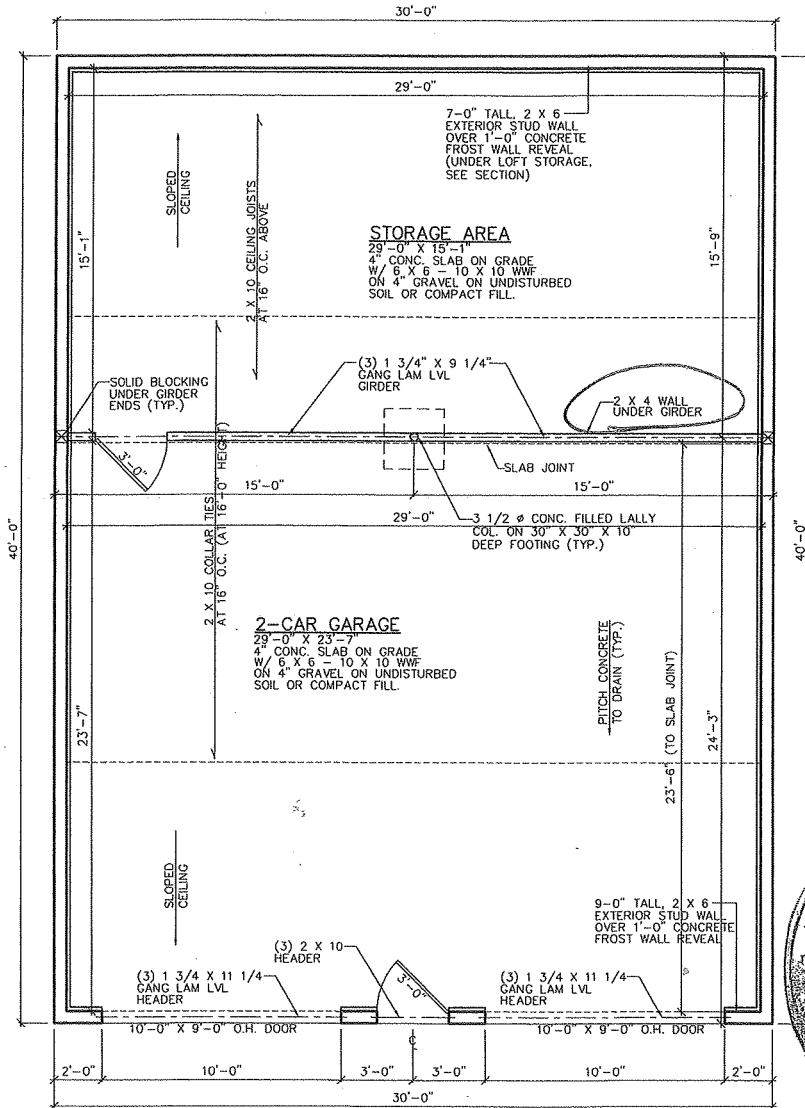 30'-0"
29'-0"
7-0" TALL, 2 X 6
EXTERIOR STUD WALL
OVER 1'-0" CONCRETE
FROST WALL REVEAL
(UNDER LOFT STORAGE,
SEE SECTION)
SLOPED
CEILING
2 X 10 CEILING JOISTS
AT 16" O.C. ABOVE
15'-1"
15'-9"
STORAGE AREA
29'-0" X 15'-1"
4" CONC. SLAB ON GRADE
W/ 6 X 6 - 10 X 10 WWF
ON 4" GRAVEL ON UNDISTURBED
SOIL OR COMPACT FILL.
(3) 1 3/4" X 9 1/4"
GANG LAM LVL
GIRDER
SOLID BLOCKING
UNDER GIRDER
ENDS (TYP.)
2 X 4 WALL
UNDER GIRDER
3'-0"
SLAB JOINT
15'-0"
15'-0"
29'-0"
3 1/2 ø CONC. FILLED LALLY
COL. ON 30" X 30" X 10"
DEEP FOOTING (TYP.)
40'-0"
40'-0"
2 X 10 COLLAR TIES
AT 16" O.C. (AT 16'-0" HEIGHT)
2-CAR GARAGE
29'-0" X 23'-7"
4" CONC. SLAB ON GRADE
W/ 6 X 6 - 10 X 10 WWF
ON 4" GRAVEL ON UNDISTURBED
SOIL OR COMPACT FILL.
PITCH CONCRETE
TO DRAIN (TYP.)
23'-7"
23'-6" (TO SLAB JOINT)
24'-3"
SLOPED
CEILING
9-0" TALL, 2 X 6
EXTERIOR STUD WALL
OVER 1'-0" CONCRETE
FROST WALL REVEAL
(3) 2 X 10
HEADER
(3) 1 3/4 X 11 1/4
GANG LAM LVL
HEADER
3'-0"
(3) 1 3/4 X 11 1/4
GANG LAM LVL
HEADER
10'-0" X 9'-0" O.H. DOOR
10'-0" X 9'-0" O.H. DOOR
℄
2'-0"
10'-0"
3'-0"
3'-0"
10'-0"
2'-0"
30'-0"